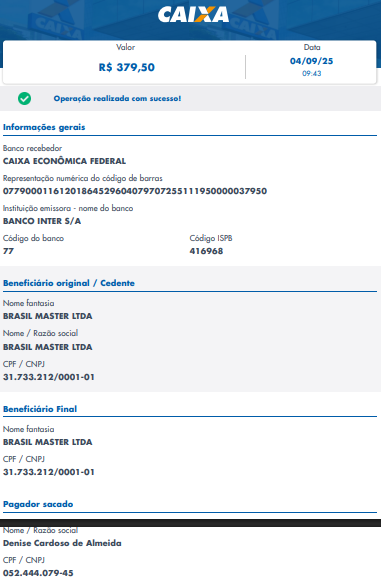 CAIXA
Valor
Data
R$ 379,50
04/09/25
09:43
Operação realizada com sucesso!
Informações gerais
Banco recebedor
CAIXA ECONÔMICA FEDERAL
Representação numérica do código de barras
07790001161201864529604079707255111950000037950
Instituição emissora - nome do banco
BANCO INTER S/A
Código do banco
Código ISPB
77
416968
Beneficiário original / Cedente
Nome fantasia
BRASIL MASTER LTDA
Nome / Razão social
BRASIL MASTER LTDA
CPF / CNPJ
31.733.212/0001-01
Beneficiário Final
Nome fantasia
BRASIL MASTER LTDA
CPF / CNPJ
31.733.212/0001-01
Pagador sacado
Nome / Razão social
Denise Cardoso de Almeida
CPF / CNPJ
052.444.079-45